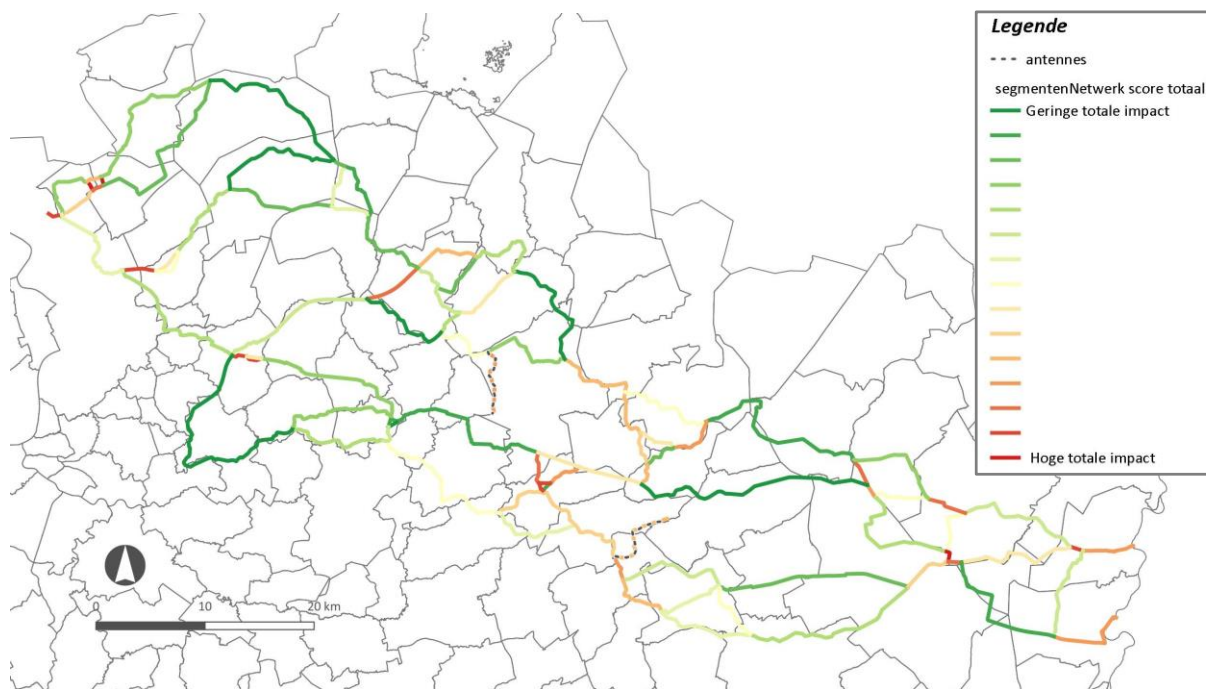 Legende
antennes
segmentenNetwerk score totaal
Geringe totale impact
Hoge totale impact
0 10 20 km